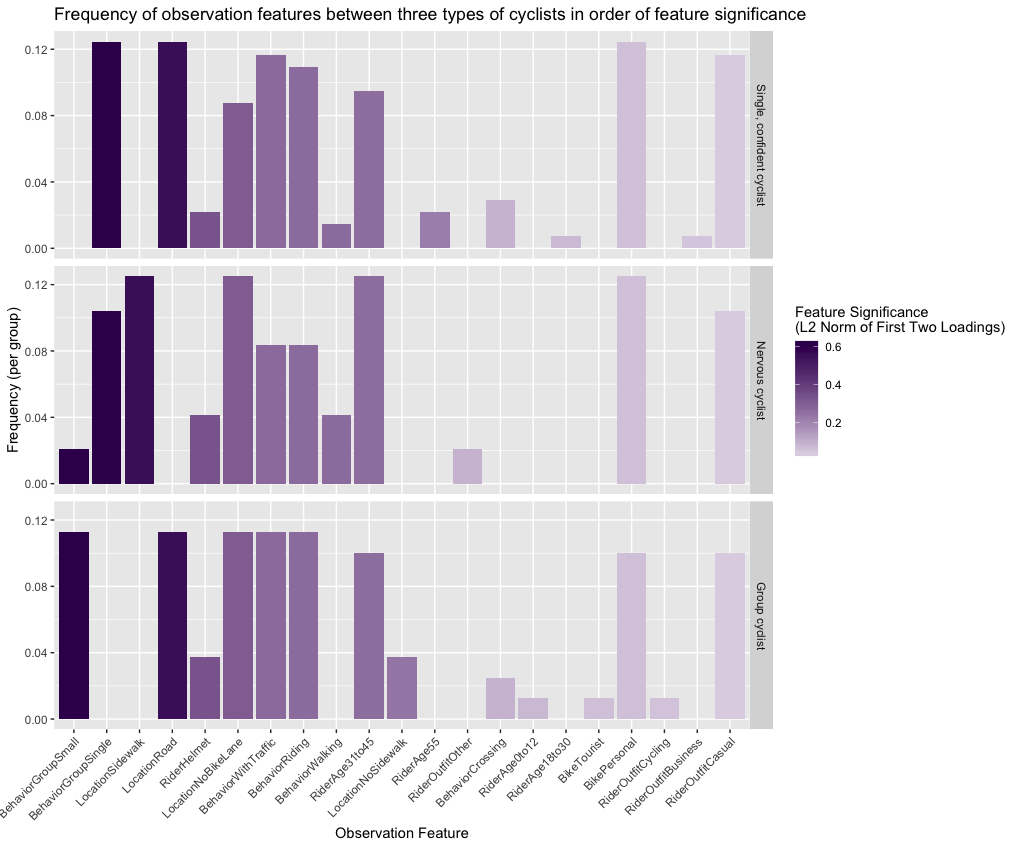 Frequency of observation features between three types of cyclists in order of feature significance
0.12
0.08
0.04
0.00
Single, confident cyclist
0.12
0.08
0.04
0.00
Nervous cyclist
0.12
0.08
0.04
0.00
Group cyclist
Frequency (per group)
BehaviorGroupSmall
BehaviorGroupSingle
LocationSidewalk
LocationRoad
RiderHelmet
LocationNoBikeLane
BehaviorWithTraffic
BehaviorRiding
BehaviorWalking
RiderAge31to45
LocationNoSidewalk
RiderAge55
RiderOutfitOther
BehaviorCrossing
RiderAge0to12
RiderAge18to30
BikeTourist
BikePersonal
RiderOutfitCycling
RiderOutfitBusiness
RiderOutfitCasual
Observation Feature
Feature Significance
(L2 Norm of First Two Loadings)
0.6
0.4
0.2